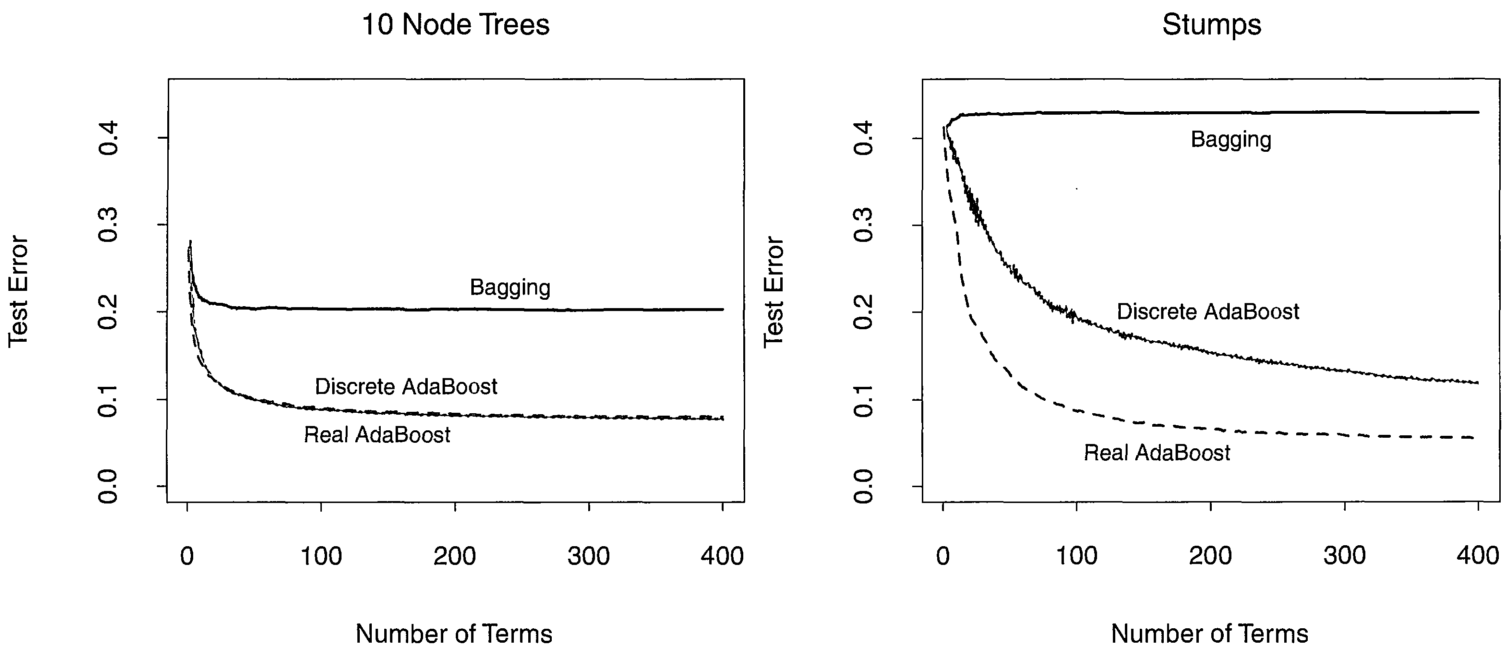 10 Node Trees
Test Error
0.4
0.3
0.2
0.1
0.0
Bagging
Discrete AdaBoost
Real AdaBoost
0 100 200 300 400
Number of Terms
Stumps
Test Error
0.4
0.3
0.2
0.1
0.0
Bagging
Discrete AdaBoost
Real AdaBoost
0 100 200 300 400
Number of Terms